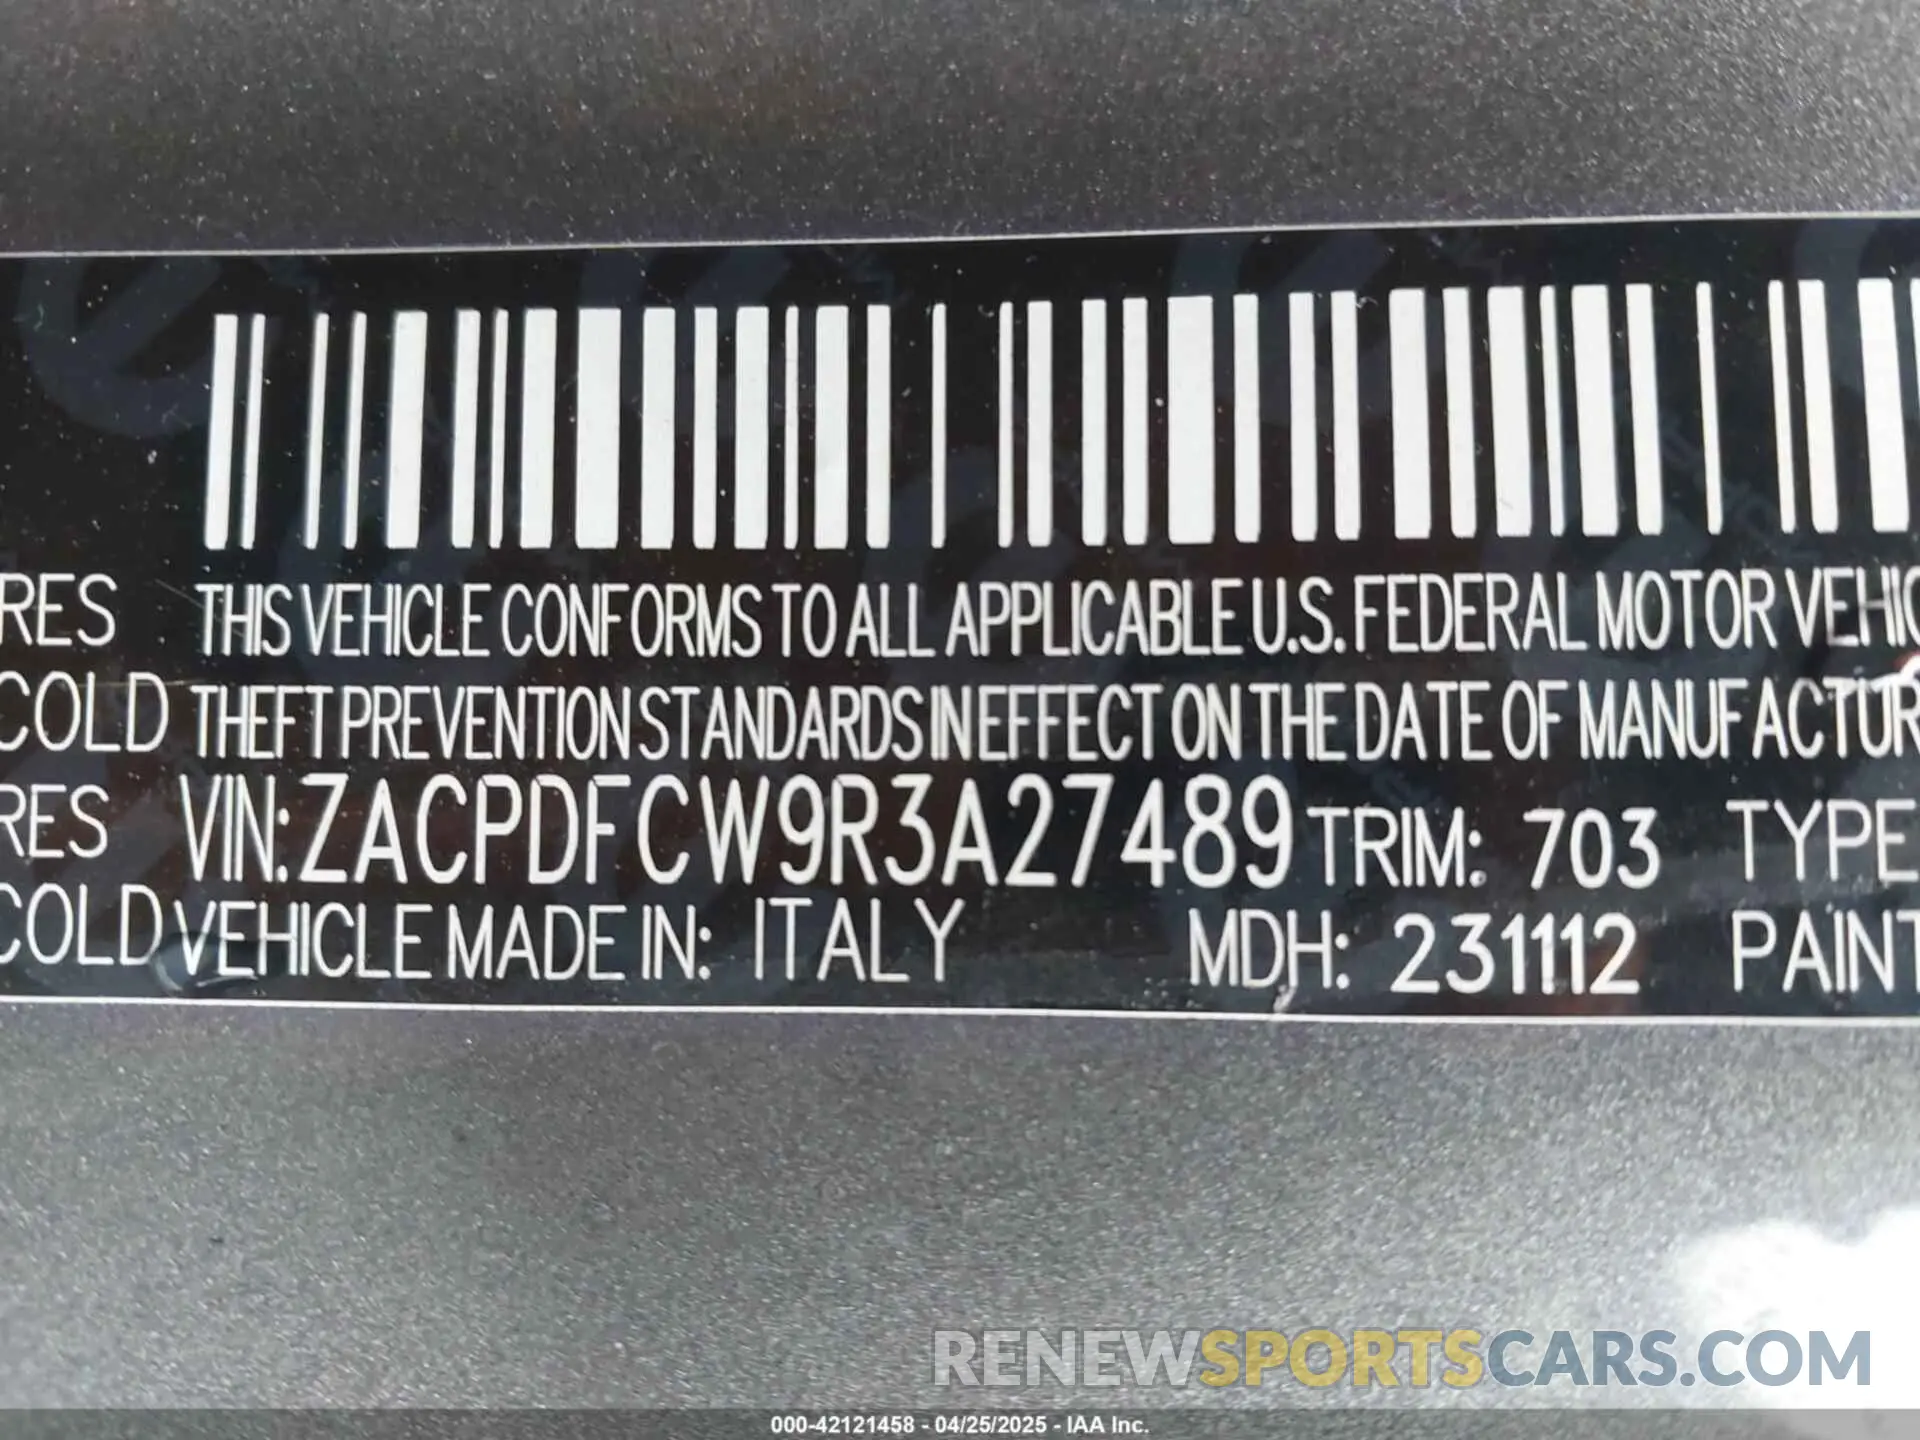 RES THIS VEHICLE CONFORMS TO ALL APPLICABLE U.S. FEDERAL MOTOR VEHIC
COLD THEFT PREVENTION STANDARDS IN EFFECT ON THE DATE OF MANUFACTUR
RES VIN: ZACPDFCW9R3A27489 TRIM: 703 TYPE
COLD VEHICLE MADE IN: ITALY MDH: 231112 PAINT
RENEWSPORTSCARS.COM
000-42121458 - 04/25/2025 - IAA Inc.